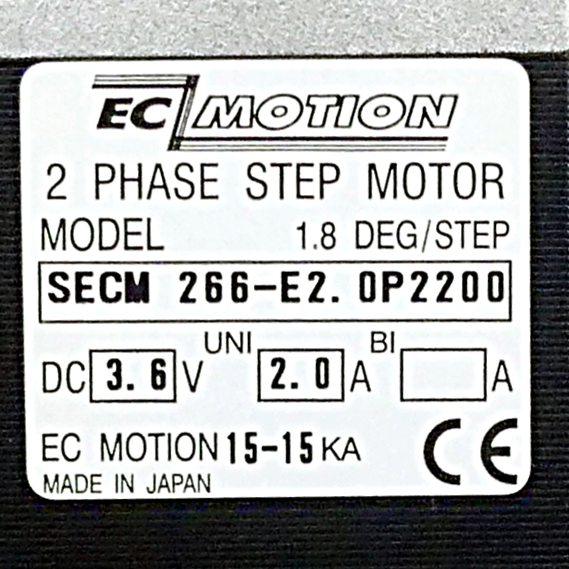 EC MOTION
2 PHASE STEP MOTOR
MODEL 1.8 DEG/STEP
SECM 266-E2.0P2200
DC 3.6 V UNI 2.0 A BI A
EC MOTION 15-15 KA
MADE IN JAPAN
CE